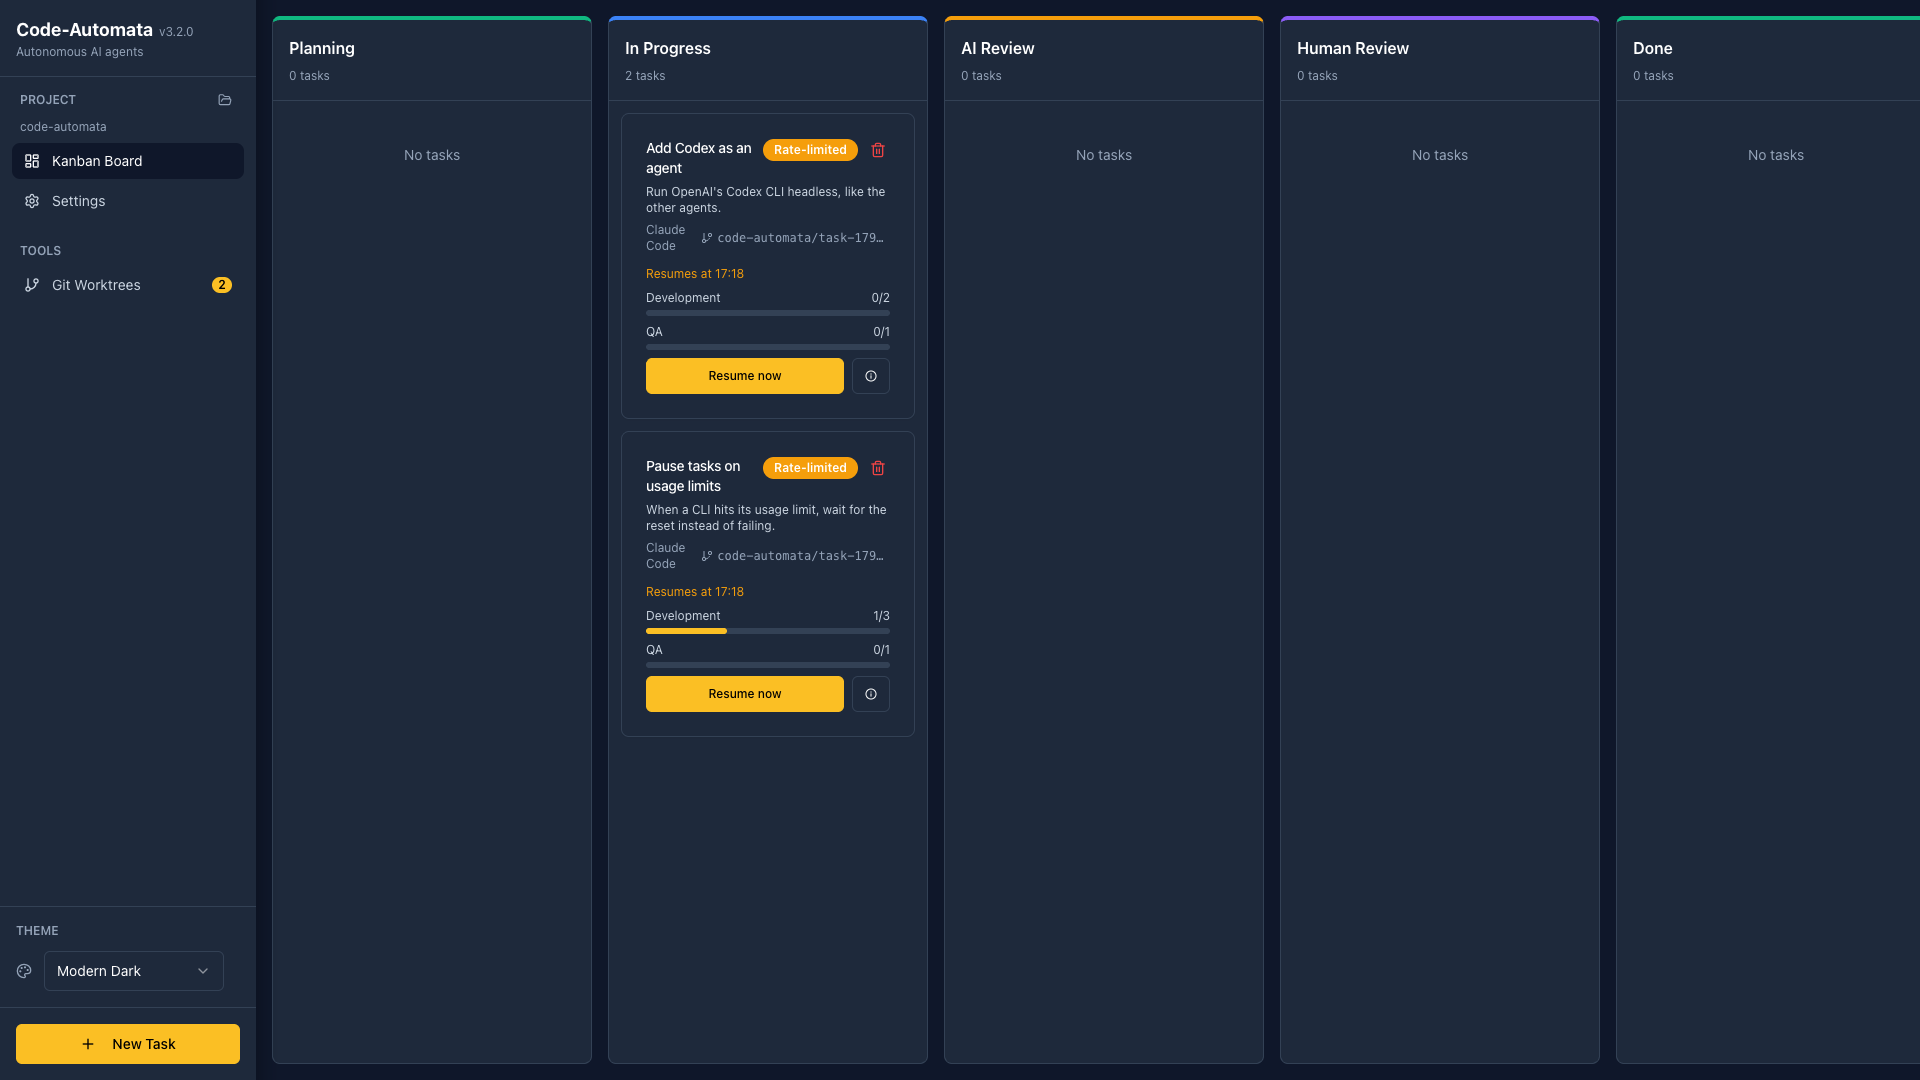 Code-Automata v3.2.0
Autonomous AI agents
PROJECT
code-automata
Kanban Board
Settings
TOOLS
Git Worktrees 2
THEME
Modern Dark
New Task
Planning
0 tasks
No tasks
In Progress
2 tasks
Add Codex as an
agent
Rate-limited
Run OpenAI's Codex CLI headless, like the
other agents.
Claude
Code
code-automata/task-179…
Resumes at 17:18
Development 0/2
QA 0/1
Resume now
Pause tasks on
usage limits
Rate-limited
When a CLI hits its usage limit, wait for the
reset instead of failing.
Claude
Code
code-automata/task-179…
Resumes at 17:18
Development 1/3
QA 0/1
Resume now
AI Review
0 tasks
No tasks
Human Review
0 tasks
No tasks
Done
0 tasks
No tasks